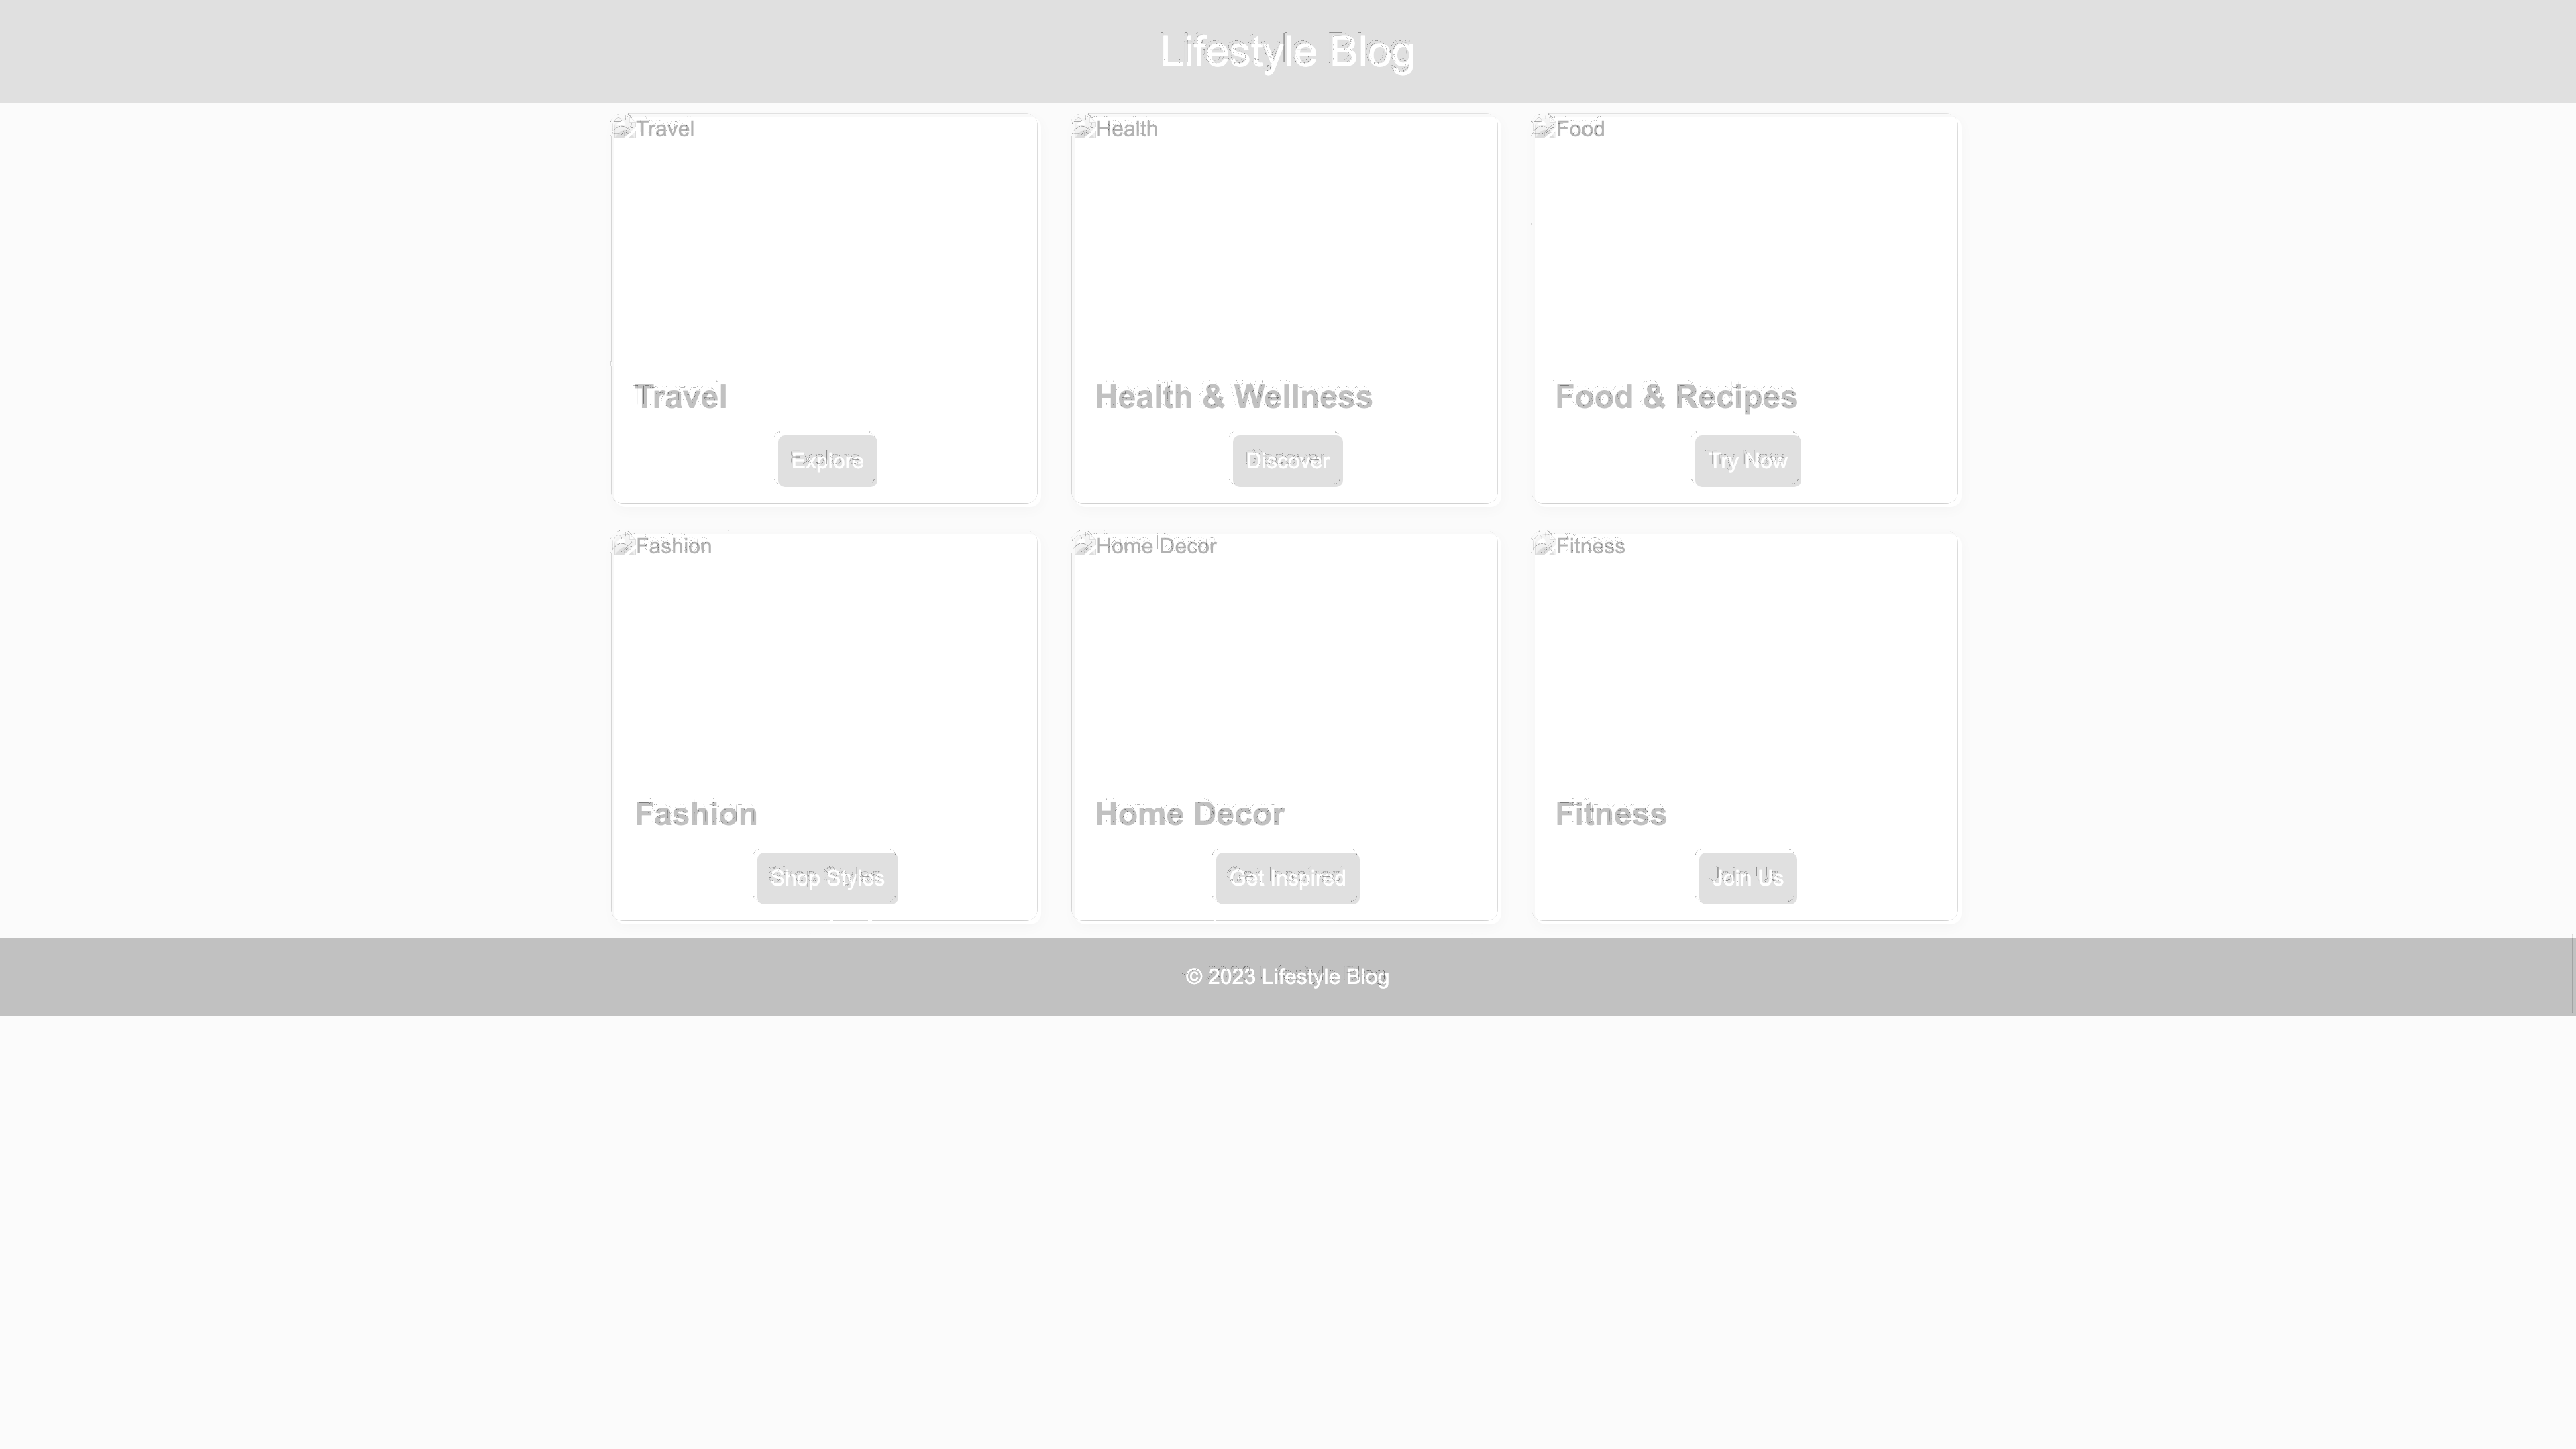 Lifestyle Blog
Travel
Health
Food
Travel
Health & Wellness
Food & Recipes
Explore
Discover
Try Now
Fashion
Home Decor
Fitness
Fashion
Home Decor
Fitness
Shop Styles
Get Inspired
Join Us
© 2023 Lifestyle Blog